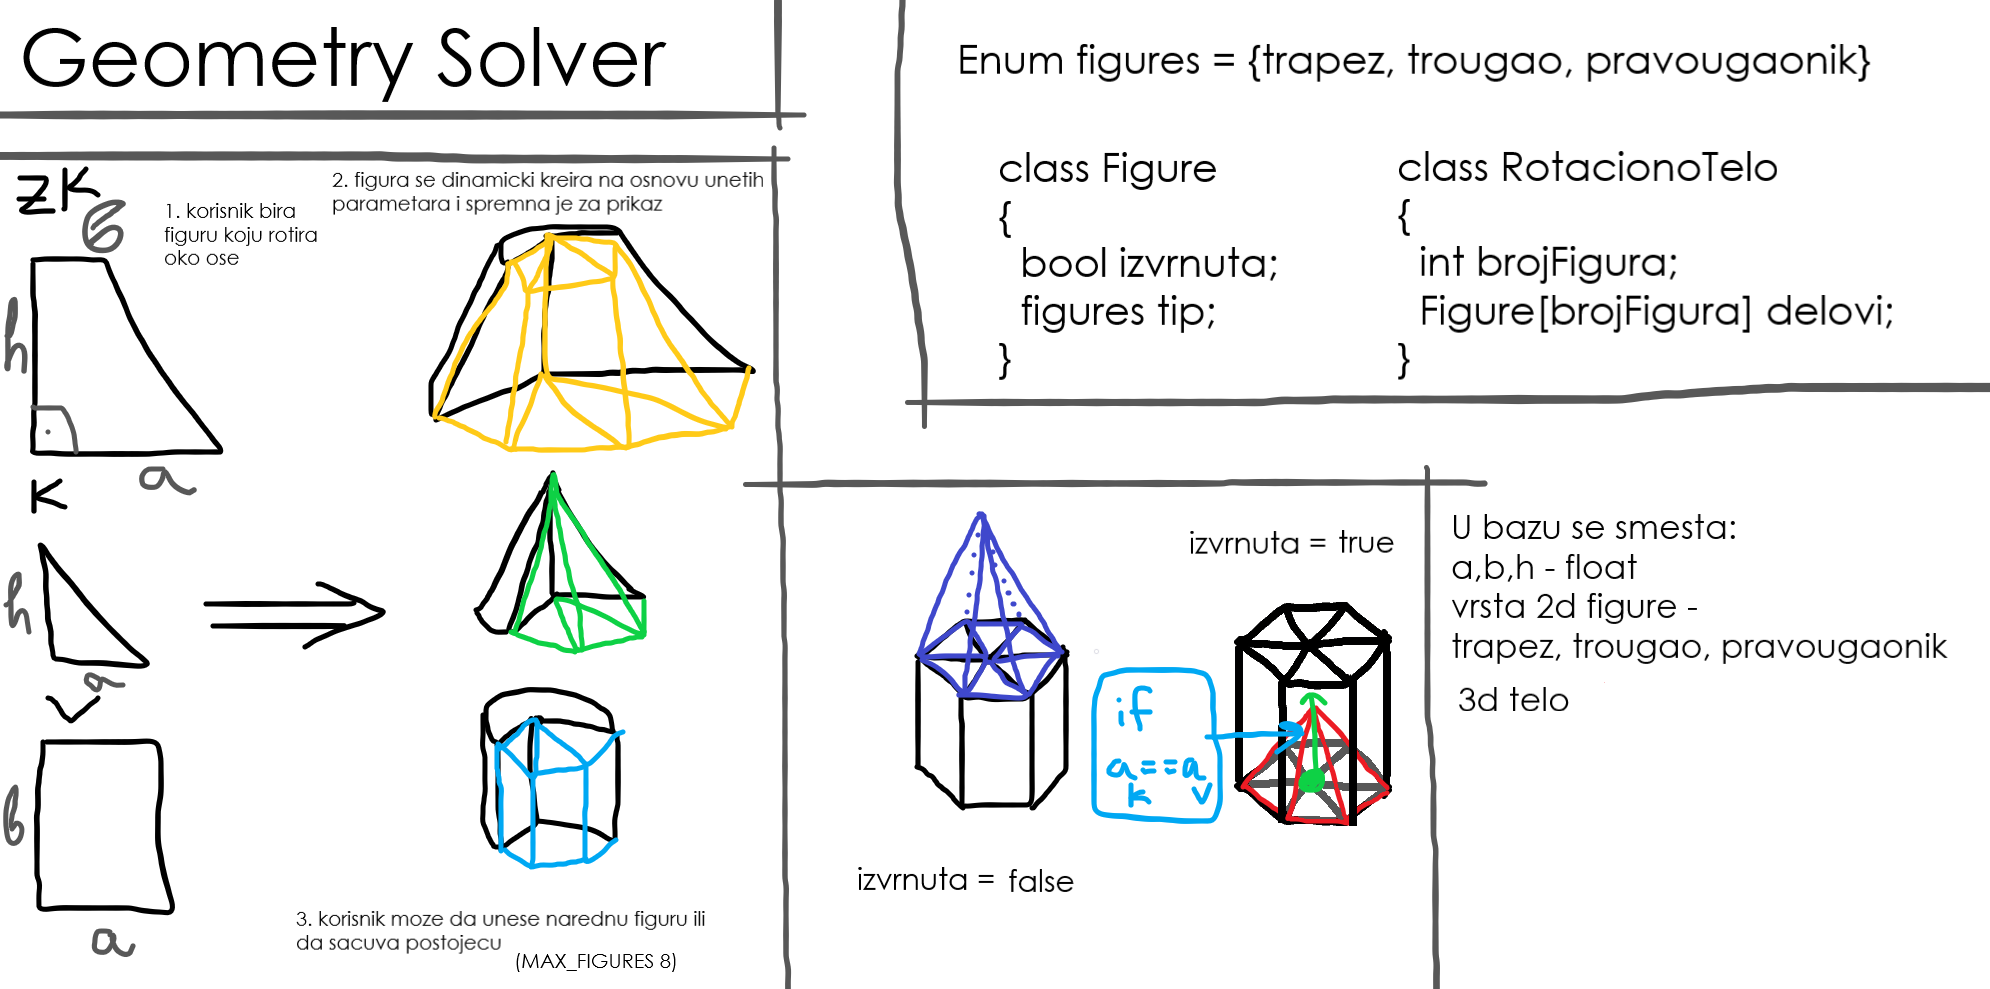 Geometry Solver
zk
1. korisnik bira
figuru koju rotira
oko ose
2. figura se dinamicki kreira na osnovu unetih
parametara i spremna je za prikaz
b
h
a
k
h
a
v
b
a
3. korisnik moze da unese narednu figuru ili
da sacuva postojecu
(MAX_FIGURES 8)
Enum figures = {trapez, trougao, pravougaonik}
class Figure
{
bool izvrnuta;
figures tip;
}
class RotacionoTelo
{
int brojFigura;
Figure[brojFigura] delovi;
}
izvrnuta = true
if
a==a
k v
izvrnuta = false
U bazu se smesta:
a,b,h - float
vrsta 2d figure -
trapez, trougao, pravougaonik
3d telo